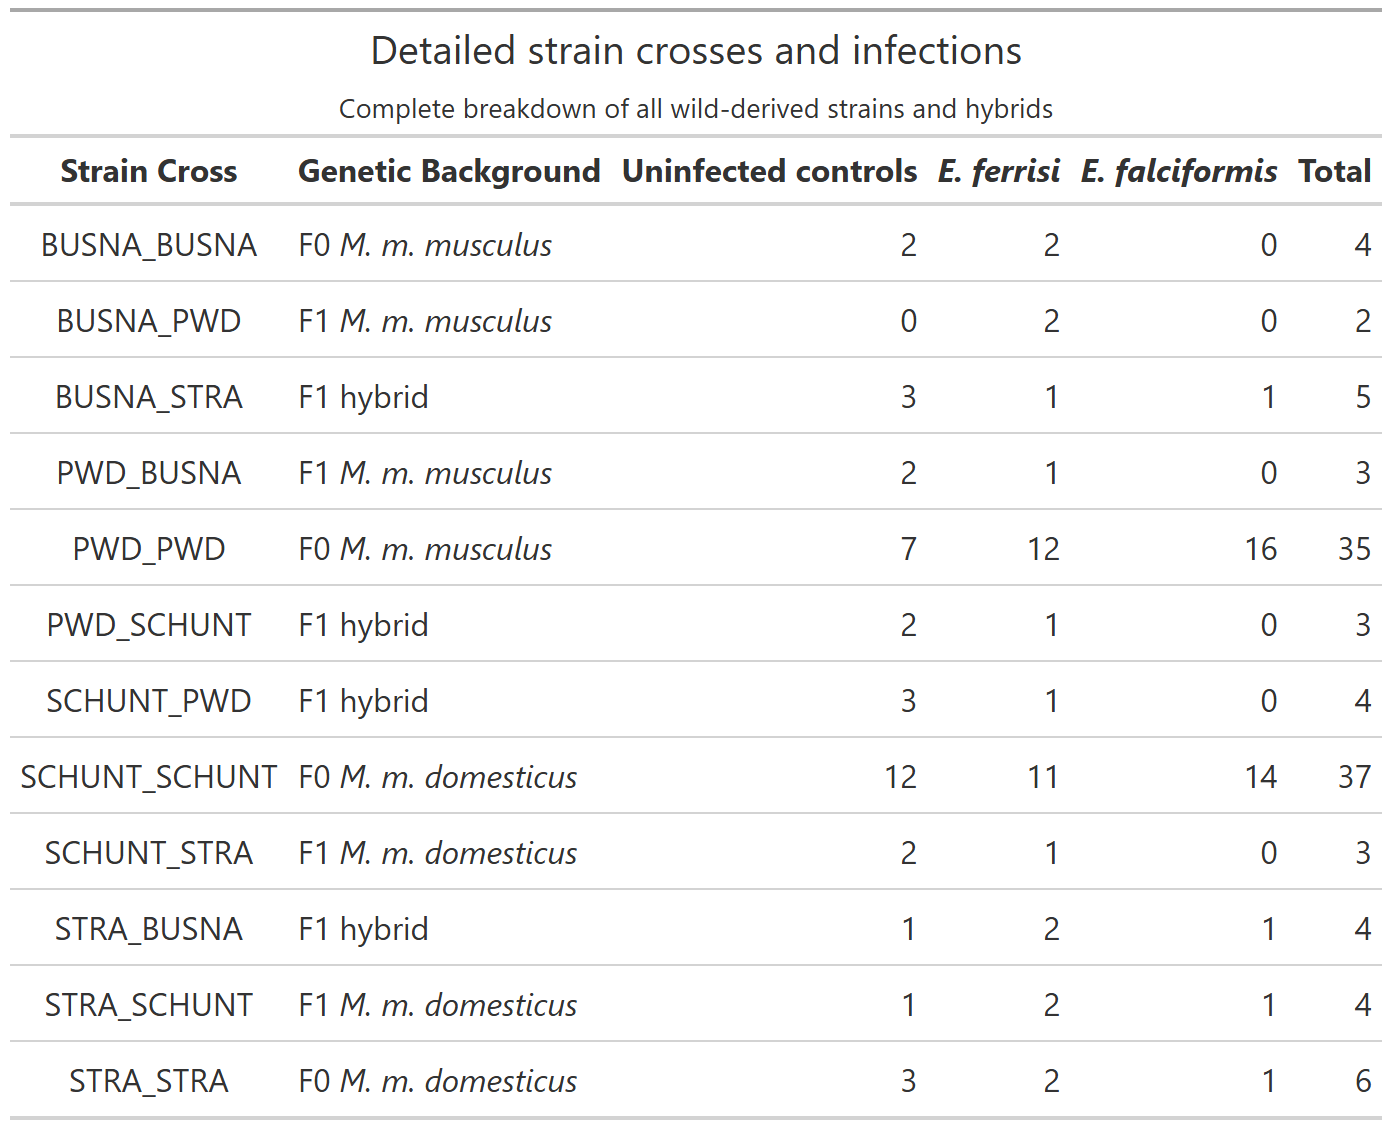 Detailed strain crosses and infections
Complete breakdown of all wild-derived strains and hybrids
Strain Cross Genetic Background Uninfected controls E. ferrisi E. falciformis Total
BUSNA_BUSNA F0 M. m. musculus 2 2 0 4
BUSNA_PWD F1 M. m. musculus 0 2 0 2
BUSNA_STRA F1 hybrid 3 1 1 5
PWD_BUSNA F1 M. m. musculus 2 1 0 3
PWD_PWD F0 M. m. musculus 7 12 16 35
PWD_SCHUNT F1 hybrid 2 1 0 3
SCHUNT_PWD F1 hybrid 3 1 0 4
SCHUNT_SCHUNT F0 M. m. domesticus 12 11 14 37
SCHUNT_STRA F1 M. m. domesticus 2 1 0 3
STRA_BUSNA F1 hybrid 1 2 1 4
STRA_SCHUNT F1 M. m. domesticus 1 2 1 4
STRA_STRA F0 M. m. domesticus 3 2 1 6